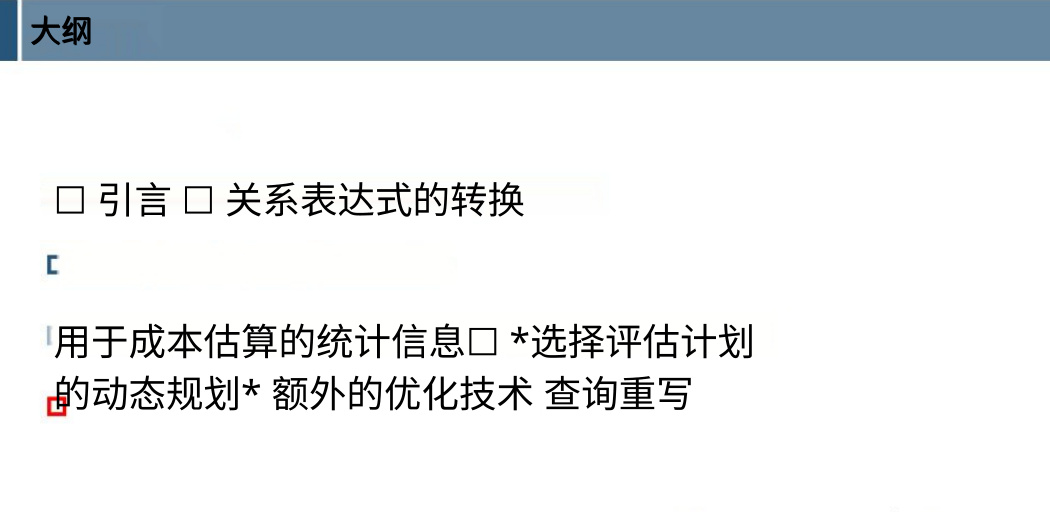 大纲
☐ 引言 ☐ 关系表达式的转换
用于成本估算的统计信息☐ *选择评估计划
的动态规划* 额外的优化技术 查询重写